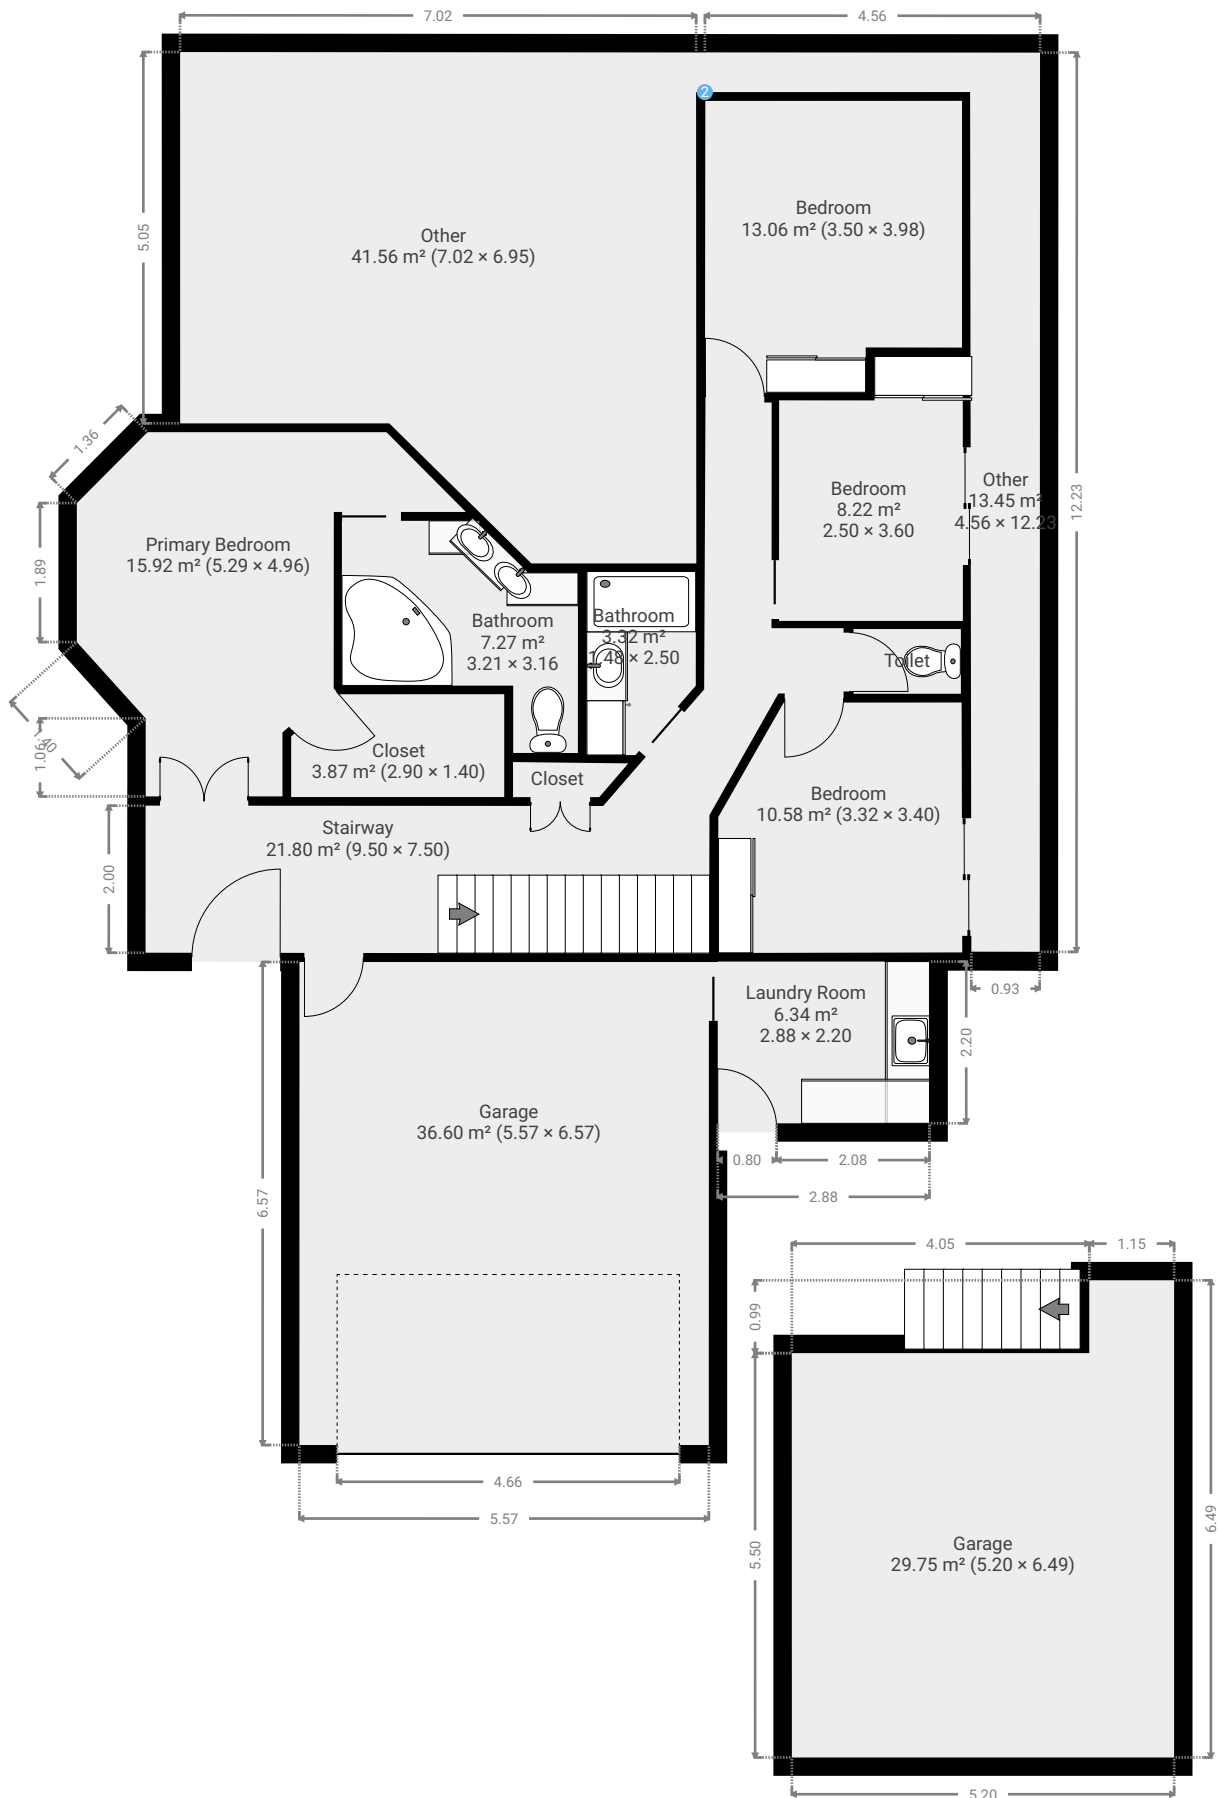 7.02
4.56
2
5.05
Bedroom
13.06 m² (3.50 × 3.98)
Other
41.56 m² (7.02 × 6.95)
1.36
12.23
Other
13.45 m²
4.56 × 12.23
Bedroom
8.22 m²
2.50 × 3.60
Primary Bedroom
15.92 m² (5.29 × 4.96)
1.89
Bathroom
7.27 m²
3.21 × 3.16
Bathroom
3.32 m²
1.48 × 2.50
Toilet
1.40
1.06
Closet
3.87 m² (2.90 × 1.40)
Closet
Bedroom
10.58 m² (3.32 × 3.40)
Stairway
21.80 m² (9.50 × 7.50)
2.00
0.93
Laundry Room
6.34 m²
2.88 × 2.20
2.20
Garage
36.60 m² (5.57 × 6.57)
0.80
2.08
2.88
6.57
4.05
1.15
0.99
4.66
5.57
6.49
5.50
Garage
29.75 m² (5.20 × 6.49)
5.20